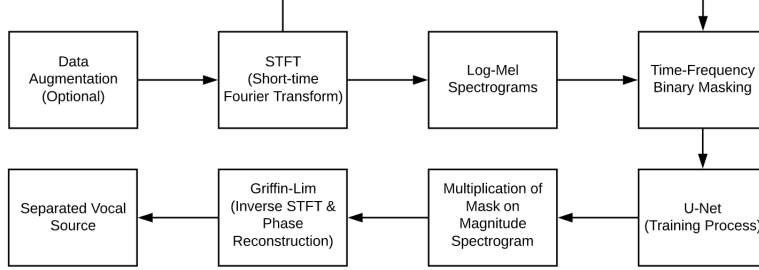 Data
Augmentation
(Optional)
STFT
(Short-time
Fourier Transform)
Log-Mel
Spectrograms
Time-Frequency
Binary Masking
Separated Vocal
Source
Griffin-Lim
(Inverse STFT &
Phase
Reconstruction)
Multiplication of
Mask on
Magnitude
Spectrogram
U-Net
(Training Process)